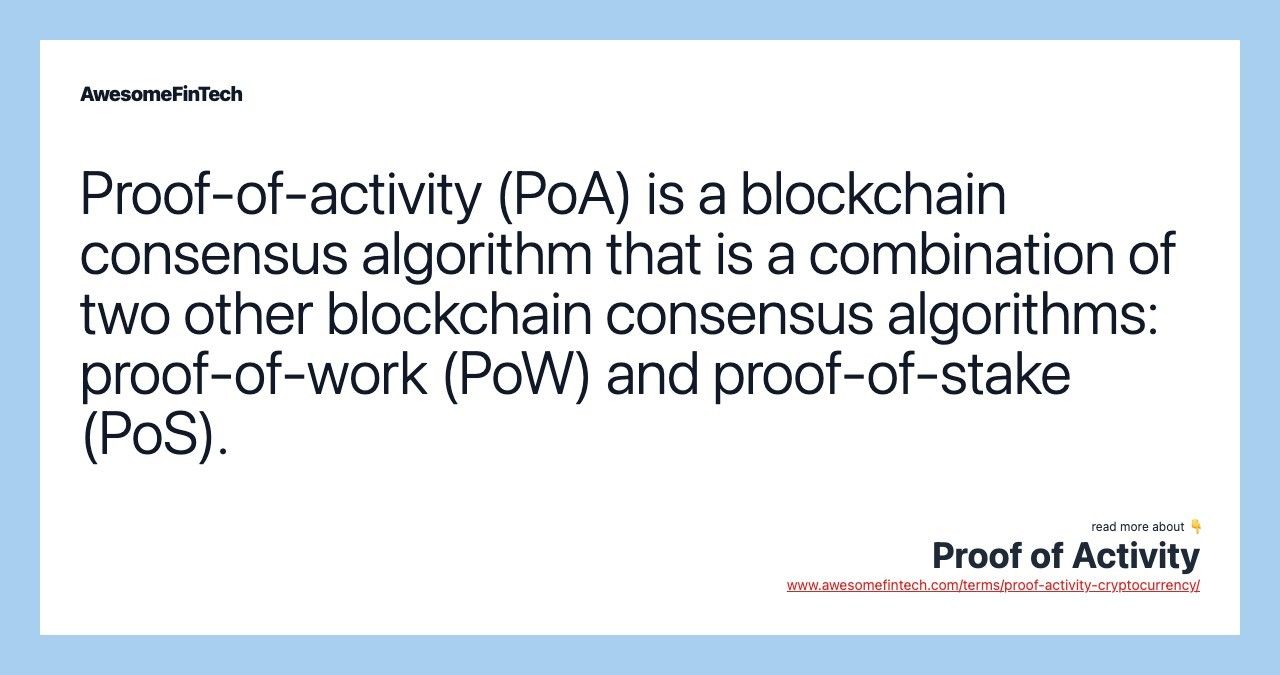 AwesomeFinTech
Proof-of-activity (PoA) is a blockchain
consensus algorithm that is a combination of
two other blockchain consensus algorithms:
proof-of-work (PoW) and proof-of-stake
(PoS).
read more about 👇
Proof of Activity
www.awesomefintech.com/terms/proof-activity-cryptocurrency/